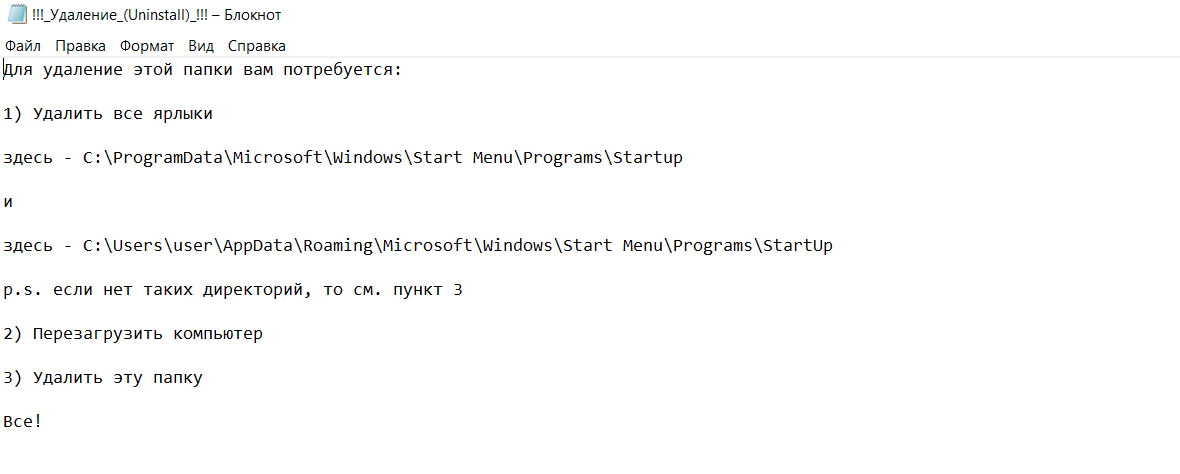 !!!_Удаление_(Uninstall)_!!! – Блокнот
Файл Правка Формат Вид Справка
Для удаление этой папки вам потребуется:
1) Удалить все ярлыки
здесь - C:\ProgramData\Microsoft\Windows\Start Menu\Programs\Startup
и
здесь - C:\Users\user\AppData\Roaming\Microsoft\Windows\Start Menu\Programs\StartUp
p.s. если нет таких директорий, то см. пункт 3
2) Перезагрузить компьютер
3) Удалить эту папку
Все!